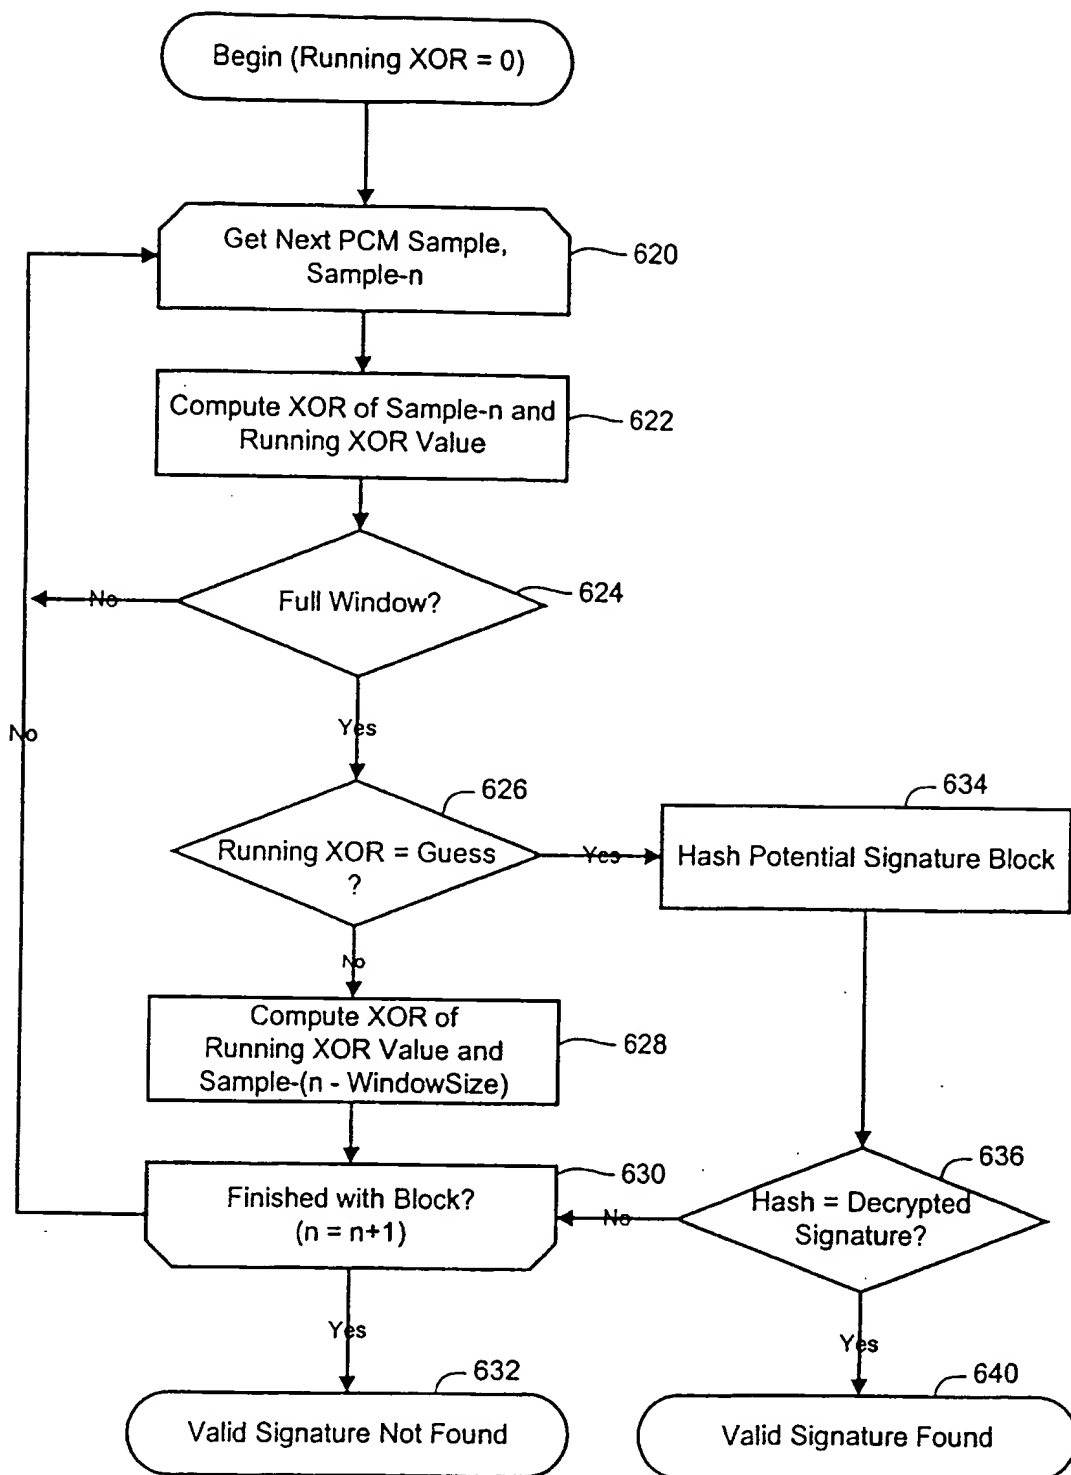 Begin (Running XOR = 0)
Get Next PCM Sample,
Sample-n
620
Compute XOR of Sample-n and
Running XOR Value
622
Full Window?
624
No
No
Yes
626
Running XOR = Guess
?
Yes
634
Hash Potential Signature Block
No
Compute XOR of
Running XOR Value and
Sample-(n - WindowSize)
628
Finished with Block?
(n = n+1)
630
No
636
Hash = Decrypted
Signature?
Yes
Yes
632
Valid Signature Not Found
640
Valid Signature Found